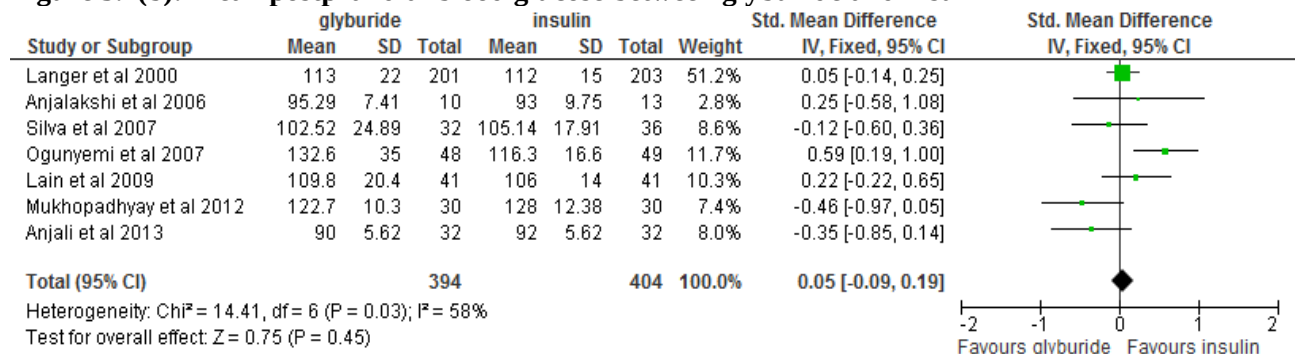 glyburide insulin Std. Mean Difference Std. Mean Difference
Study or Subgroup Mean SD Total Mean SD Total Weight IV, Fixed, 95% CI IV, Fixed, 95% CI
Langer et al 2000 113 22 201 112 15 203 51.2% 0.05 [-0.14, 0.25]
Anjalakshi et al 2006 95.29 7.41 10 93 9.75 13 2.8% 0.25 [-0.58, 1.08]
Silva et al 2007 102.52 24.89 32 105.14 17.91 36 8.6% -0.12 [-0.60, 0.36]
Ogunyemi et al 2007 132.6 35 48 116.3 16.6 49 11.7% 0.59 [0.19, 1.00]
Lain et al 2009 109.8 20.4 41 106 14 41 10.3% 0.22 [-0.22, 0.65]
Mukhopadhyay et al 2012 122.7 10.3 30 128 12.38 30 7.4% -0.46 [-0.97, 0.05]
Anjali et al 2013 90 5.62 32 92 5.62 32 8.0% -0.35 [-0.85, 0.14]
Total (95% CI) 394 404 100.0% 0.05 [-0.09, 0.19]
Heterogeneity: Chi² = 14.41, df = 6 (P = 0.03); I² = 58%
Test for overall effect: Z = 0.75 (P = 0.45)
-2 -1 0 1 2
Favours glyburide Favours insulin